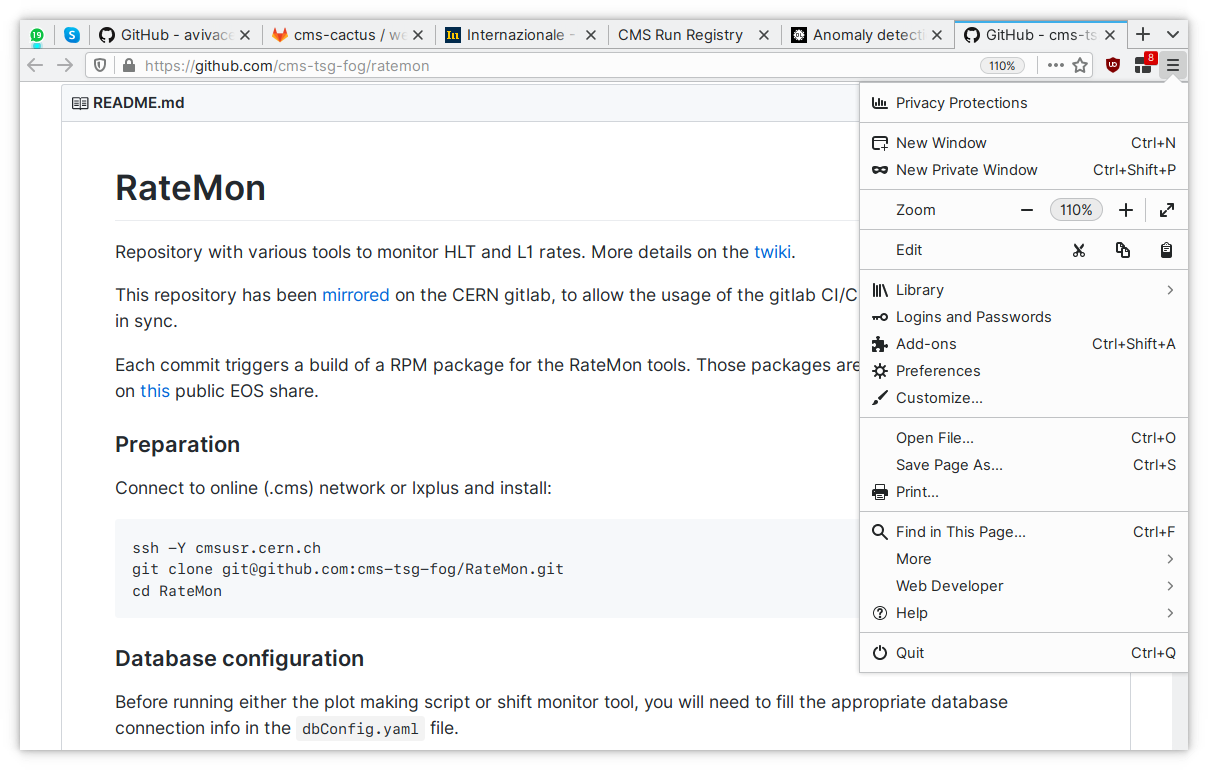 19
GitHub - avivace
cms-cactus / we
Internazionale -
CMS Run Registry
Anomaly detecti
GitHub - cms-ts
https://github.com/cms-tsg-fog/ratemon
110%
8
README.md
RateMon
Repository with various tools to monitor HLT and L1 rates. More details on the twiki.
This repository has been mirrored on the CERN gitlab, to allow the usage of the gitlab CI/C
in sync.
Each commit triggers a build of a RPM package for the RateMon tools. Those packages are
on this public EOS share.
Preparation
Connect to online (.cms) network or lxplus and install:
ssh -Y cmsusr.cern.ch
git clone git@github.com:cms-tsg-fog/RateMon.git
cd RateMon
Database configuration
Before running either the plot making script or shift monitor tool, you will need to fill the appropriate database
connection info in the dbConfig.yaml file.
Privacy Protections
New Window Ctrl+N
New Private Window Ctrl+Shift+P
Zoom 110%
Edit
Library
Logins and Passwords
Add-ons Ctrl+Shift+A
Preferences
Customize...
Open File... Ctrl+O
Save Page As... Ctrl+S
Print...
Find in This Page... Ctrl+F
More
Web Developer
Help
Quit Ctrl+Q